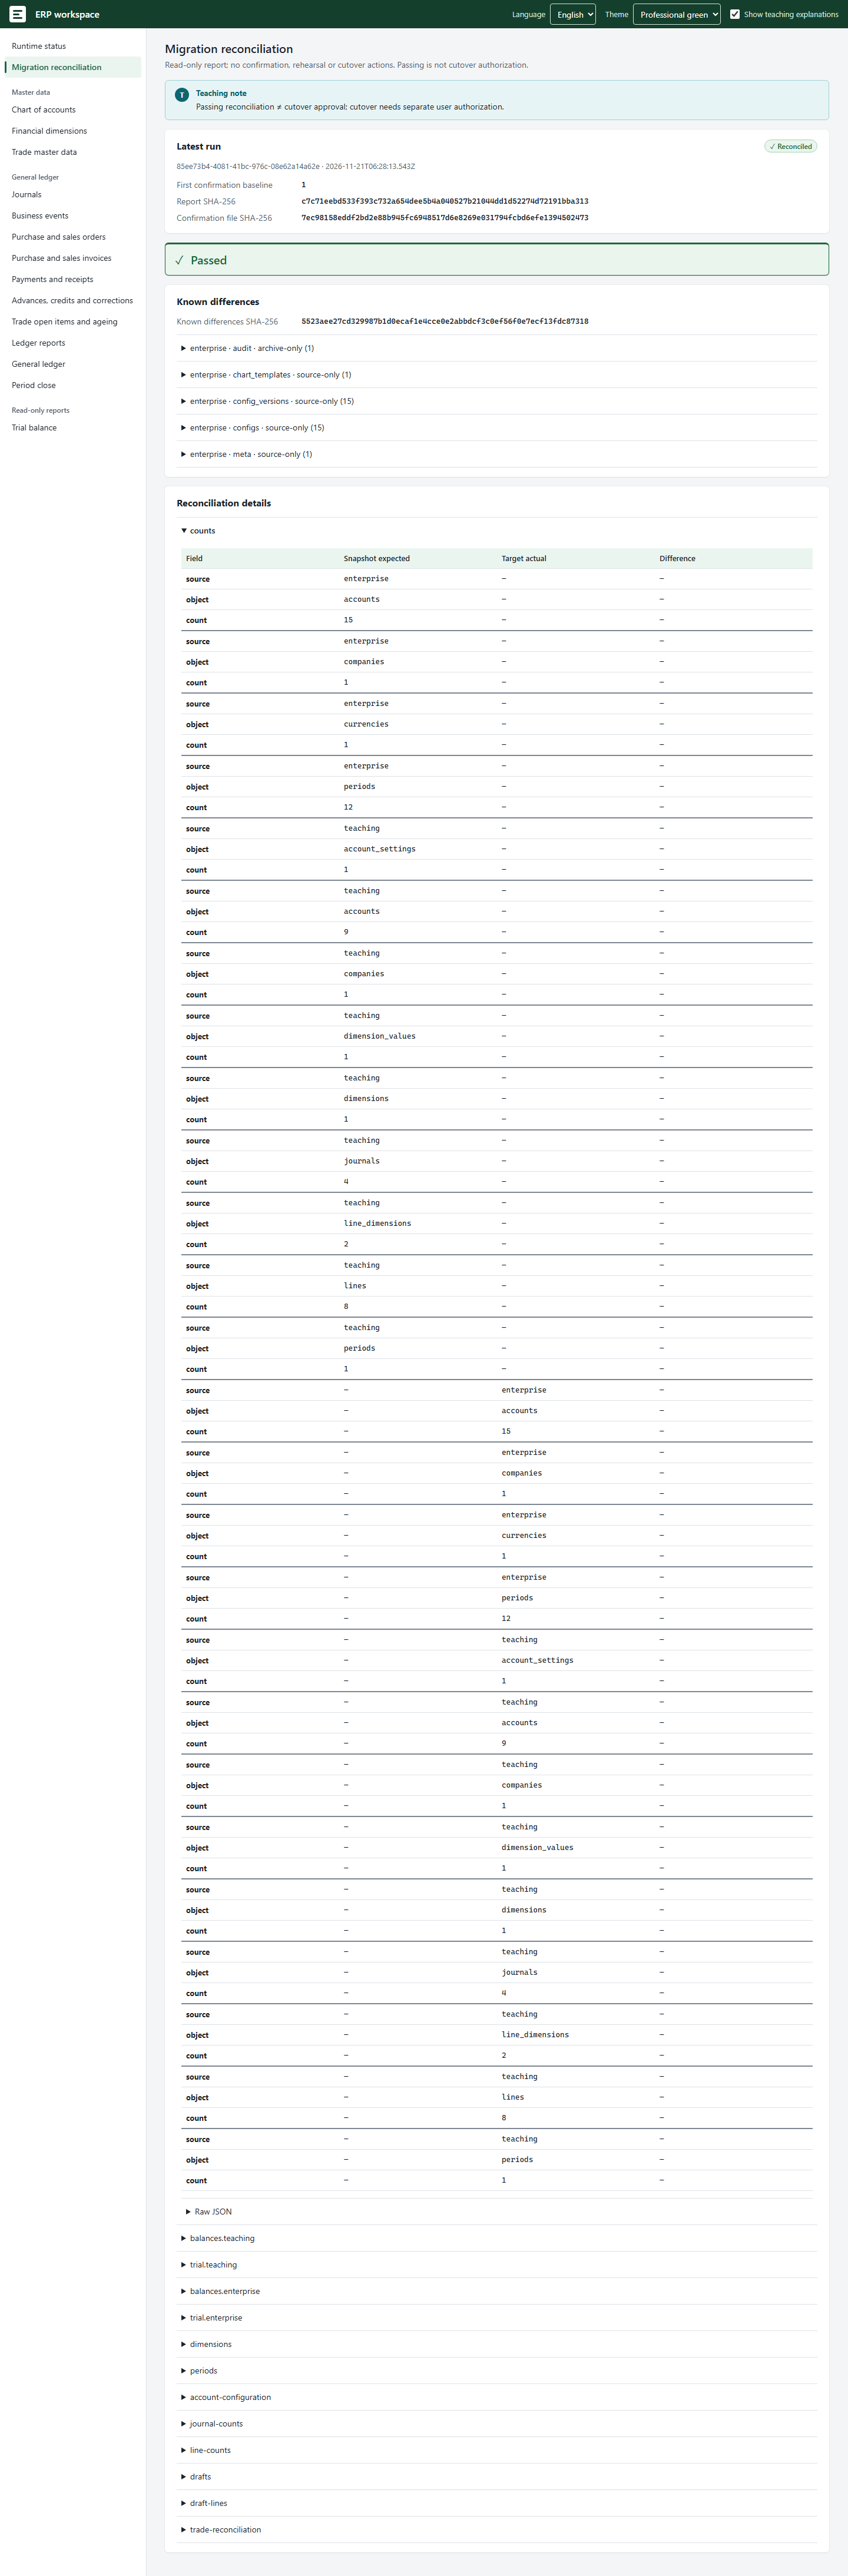 ERP workspace Language English Theme Professional green Show teaching explanations
Runtime status
Migration reconciliation
Master data
Chart of accounts
Financial dimensions
Trade master data
General ledger
Journals
Business events
Purchase and sales orders
Purchase and sales invoices
Payments and receipts
Advances, credits and corrections
Trade open items and ageing
Ledger reports
General ledger
Period close
Read-only reports
Trial balance
Migration reconciliation
Read-only report: no confirmation, rehearsal or cutover actions. Passing is not cutover authorization.
T Teaching note
Passing reconciliation ≠ cutover approval; cutover needs separate user authorization.
Latest run ✓ Reconciled
85ee73b4-4081-41bc-976c-08e62a14a62e · 2026-11-21T06:28:13.543Z
First confirmation baseline 1
Report SHA-256 c7c71eebd533f393c732a654dee5b4a040527b21044dd1d52274d72191bba313
Confirmation file SHA-256 7ec98158eddf2bd2e88b945fc6948517d6e8269e031794fcbd6efe1394502473
✓ Passed
Known differences
Known differences SHA-256 5523aee27cd329987b1d0ecaf1e4cce0e2abbdcf3c0ef56f0e7ecf13fdc87318
▶ enterprise · audit · archive-only (1)
▶ enterprise · chart_templates · source-only (1)
▶ enterprise · config_versions · source-only (15)
▶ enterprise · configs · source-only (15)
▶ enterprise · meta · source-only (1)
Reconciliation details
▼ counts
Field Snapshot expected Target actual Difference
source enterprise – –
object accounts – –
count 15 – –
source enterprise – –
object companies – –
count 1 – –
source enterprise – –
object currencies – –
count 1 – –
source enterprise – –
object periods – –
count 12 – –
source teaching – –
object account_settings – –
count 1 – –
source teaching – –
object accounts – –
count 9 – –
source teaching – –
object companies – –
count 1 – –
source teaching – –
object dimension_values – –
count 1 – –
source teaching – –
object dimensions – –
count 1 – –
source teaching – –
object journals – –
count 4 – –
source teaching – –
object line_dimensions – –
count 2 – –
source teaching – –
object lines – –
count 8 – –
source teaching – –
object periods – –
count 1 – –
source – enterprise –
object – accounts –
count – 15 –
source – enterprise –
object – companies –
count – 1 –
source – enterprise –
object – currencies –
count – 1 –
source – enterprise –
object – periods –
count – 12 –
source – teaching –
object – account_settings –
count – 1 –
source – teaching –
object – accounts –
count – 9 –
source – teaching –
object – companies –
count – 1 –
source – teaching –
object – dimension_values –
count – 1 –
source – teaching –
object – dimensions –
count – 1 –
source – teaching –
object – journals –
count – 4 –
source – teaching –
object – line_dimensions –
count – 2 –
source – teaching –
object – lines –
count – 8 –
source – teaching –
object – periods –
count – 1 –
▶ Raw JSON
▶ balances.teaching
▶ trial.teaching
▶ balances.enterprise
▶ trial.enterprise
▶ dimensions
▶ periods
▶ account-configuration
▶ journal-counts
▶ line-counts
▶ drafts
▶ draft-lines
▶ trade-reconciliation